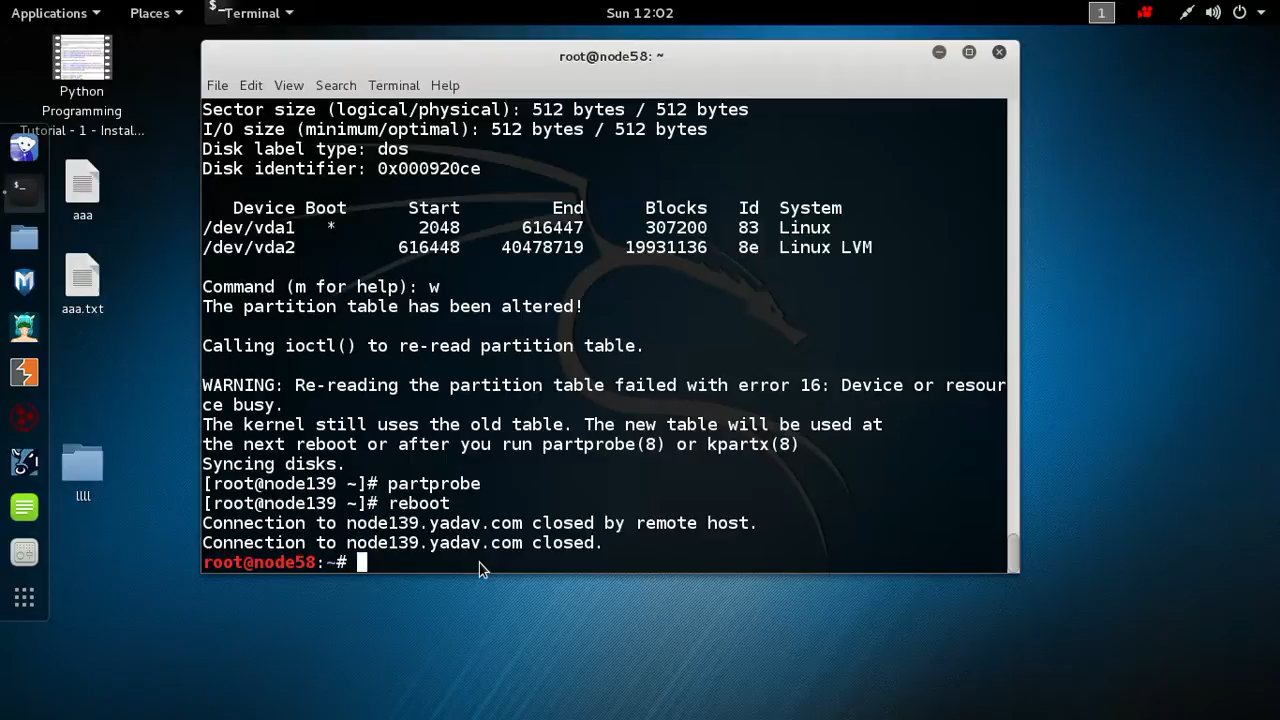 Applications Places Terminal Sun 12:02 1
root@node58: ~
File Edit View Search Terminal Help
Python
Programming
Tutorial - 1 - Instal...
aaa
aaa.txt
llll
Sector size (logical/physical): 512 bytes / 512 bytes
I/O size (minimum/optimal): 512 bytes / 512 bytes
Disk label type: dos
Disk identifier: 0x000920ce
Device Boot Start End Blocks Id System
/dev/vda1 * 2048 616447 307200 83 Linux
/dev/vda2 616448 40478719 19931136 8e Linux LVM
Command (m for help): w
The partition table has been altered!
Calling ioctl() to re-read partition table.
WARNING: Re-reading the partition table failed with error 16: Device or resour
ce busy.
The kernel still uses the old table. The new table will be used at
the next reboot or after you run partprobe(8) or kpartx(8)
Syncing disks.
[root@node139 ~]# partprobe
[root@node139 ~]# reboot
Connection to node139.yadav.com closed by remote host.
Connection to node139.yadav.com closed.
root@node58:~#